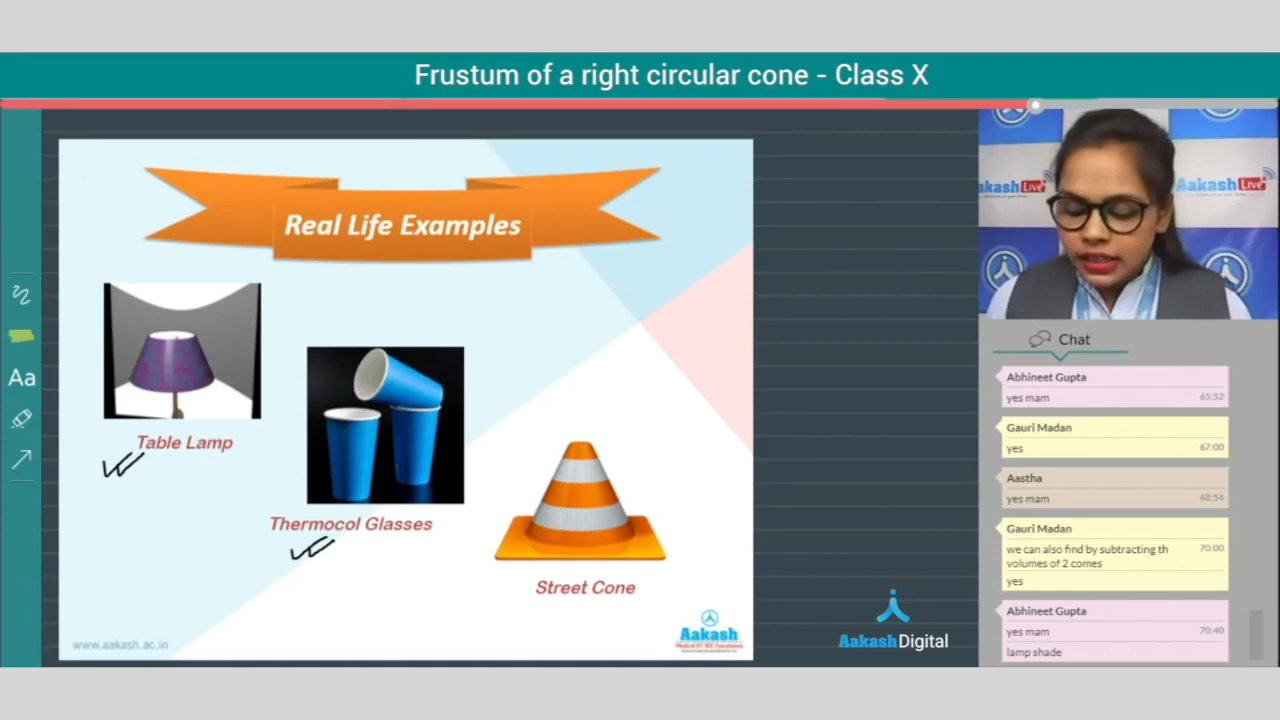 Frustum of a right circular cone - Class X
Real Life Examples
Table Lamp
Thermocol Glasses
Street Cone
www.aakash.ac.in
Aakash
AakashDigital
Aa
akash Live
Aakash Live
Chat
Abhineet Gupta
yes mam 65:52
Gauri Madan
yes 67:00
Aastha
yes mam 68:54
Gauri Madan
we can also find by subtracting th 70:00
volumes of 2 comes
yes
Abhineet Gupta
yes mam 70:40
lamp shade